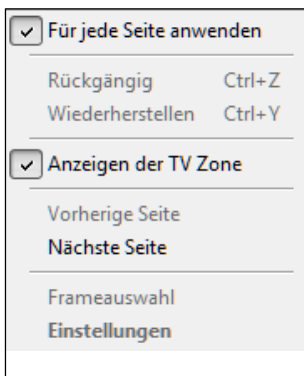 Für jede Seite anwenden
Rückgängig Ctrl+Z
Wiederherstellen Ctrl+Y
Anzeigen der TV Zone
Vorherige Seite
Nächste Seite
Frameauswahl
Einstellungen